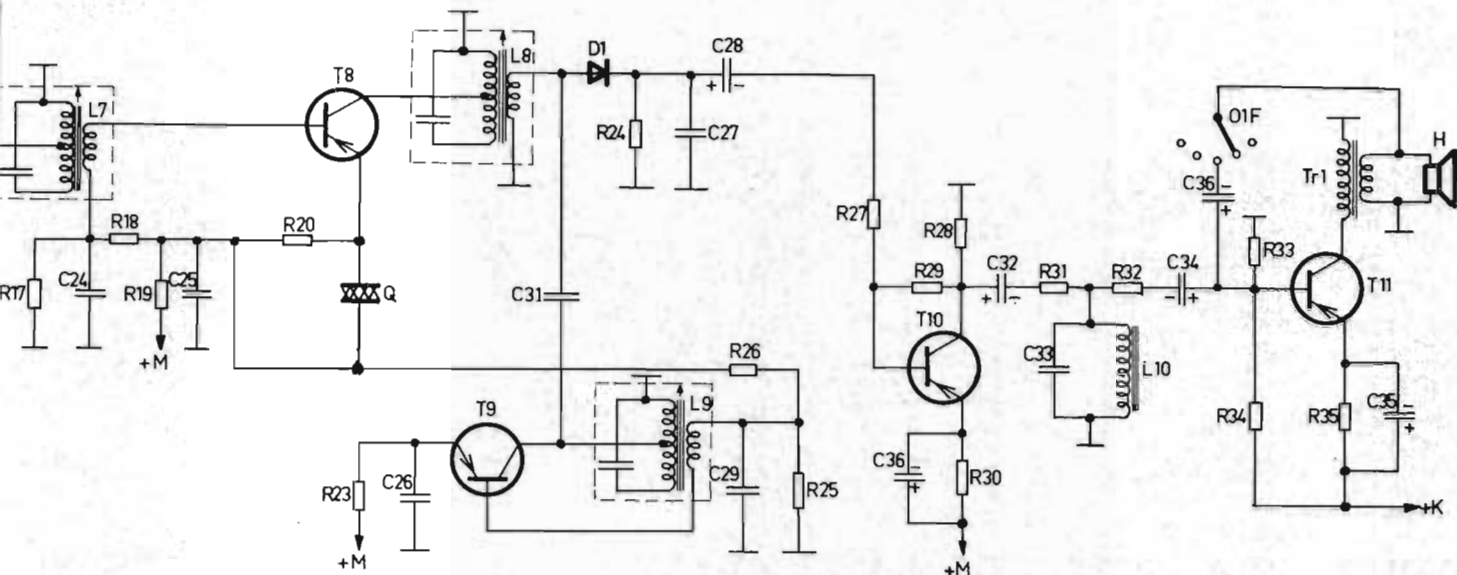 L8
D1
C28
T8
L7
R24
C27
O1F
H
C36
Tr1
R18
R20
R27
R28
R33
R17
C24
R19
C25
Q
C31
R29
C32
R31
R32
C34
T11
+M
T10
R26
C33
L10
T9
L9
R34
R35
C35
R23
C26
C29
R25
C36
R30
+K
+M
+M